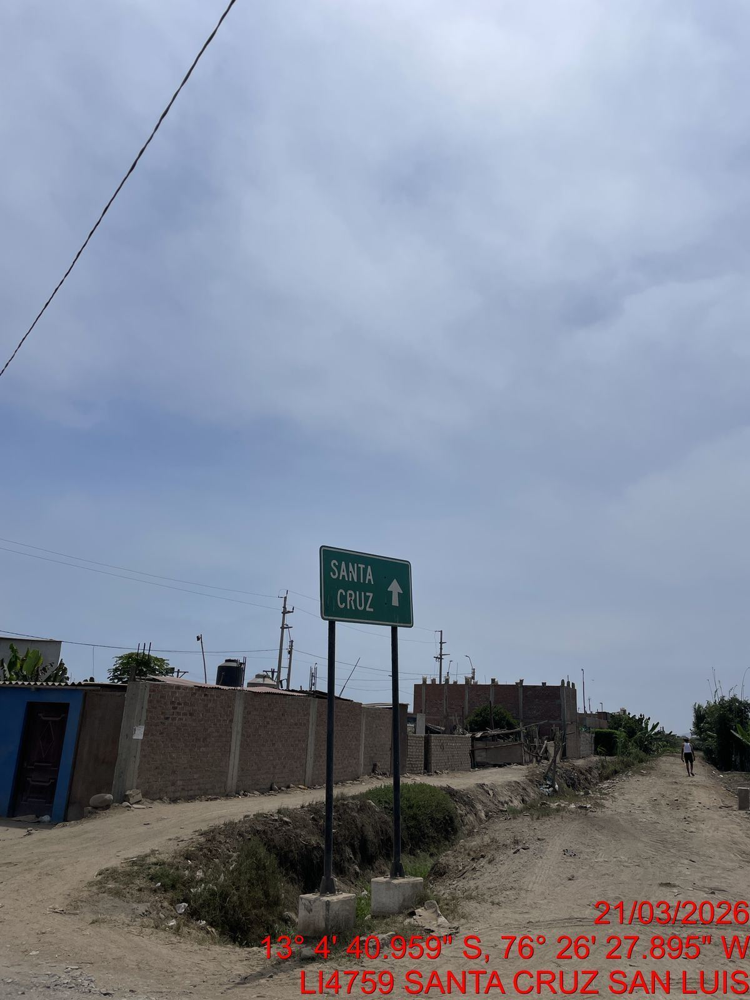 SANTA
CRUZ
21/03/2026
13° 4' 40.959" S, 76° 26' 27.895" W
LI4759 SANTA CRUZ SAN LUIS